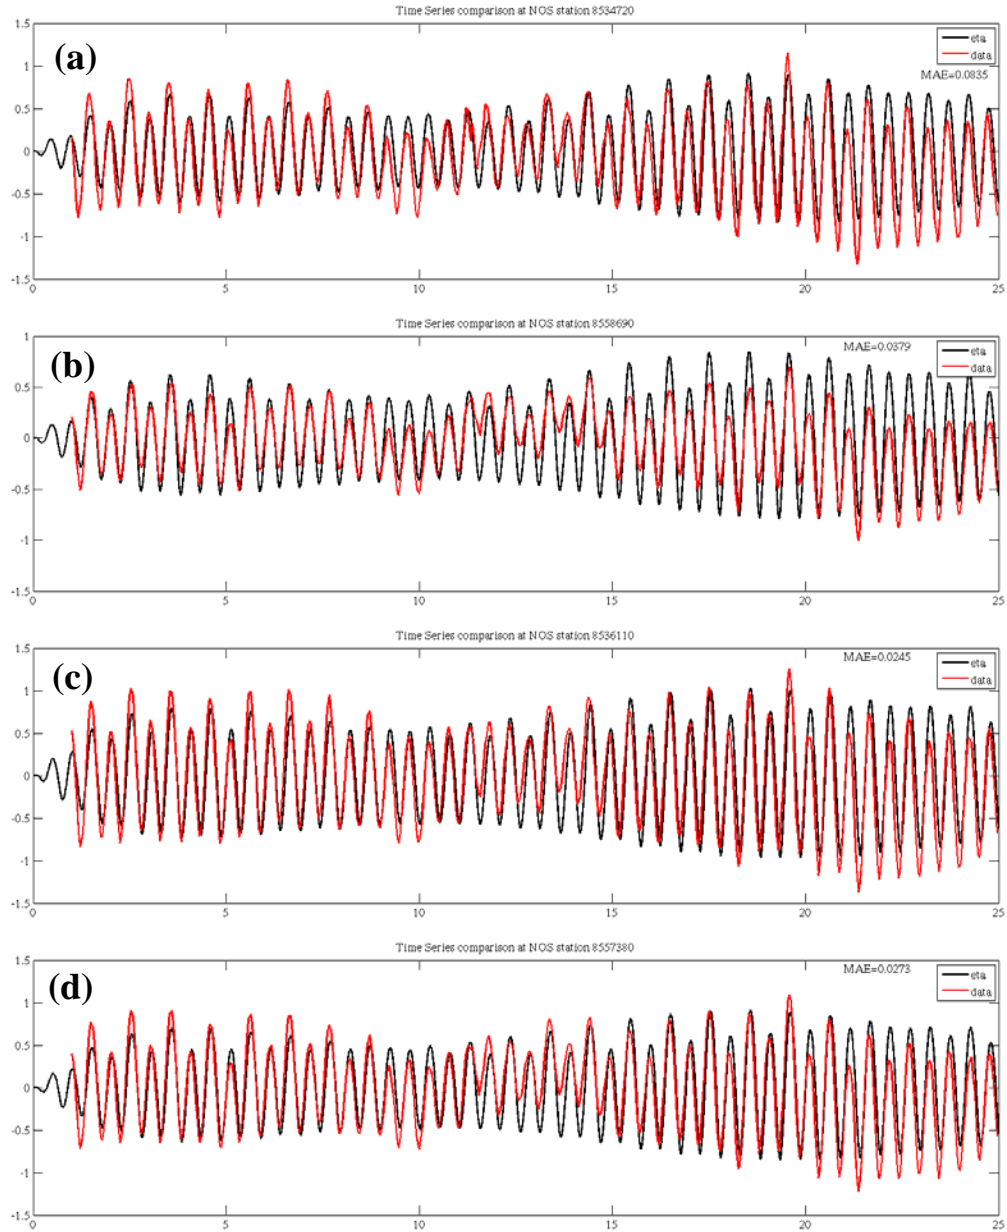 Time Series comparison at NOS station 8534720
(a)
eta
data
MAE=0.0835
1.5
1
0.5
0
-0.5
-1
-1.5
0 5 10 15 20 25
Time Series comparison at NOS station 8558690
(b)
MAE=0.0379
eta
data
1
0.5
0
-0.5
-1
-1.5
0 5 10 15 20 25
Time Series comparison at NOS station 8536110
(c)
MAE=0.0245
eta
data
1.5
1
0.5
0
-0.5
-1
-1.5
0 5 10 15 20 25
Time Series comparison at NOS station 8557380
(d)
MAE=0.0273
eta
data
1.5
1
0.5
0
-0.5
-1
-1.5
0 5 10 15 20 25